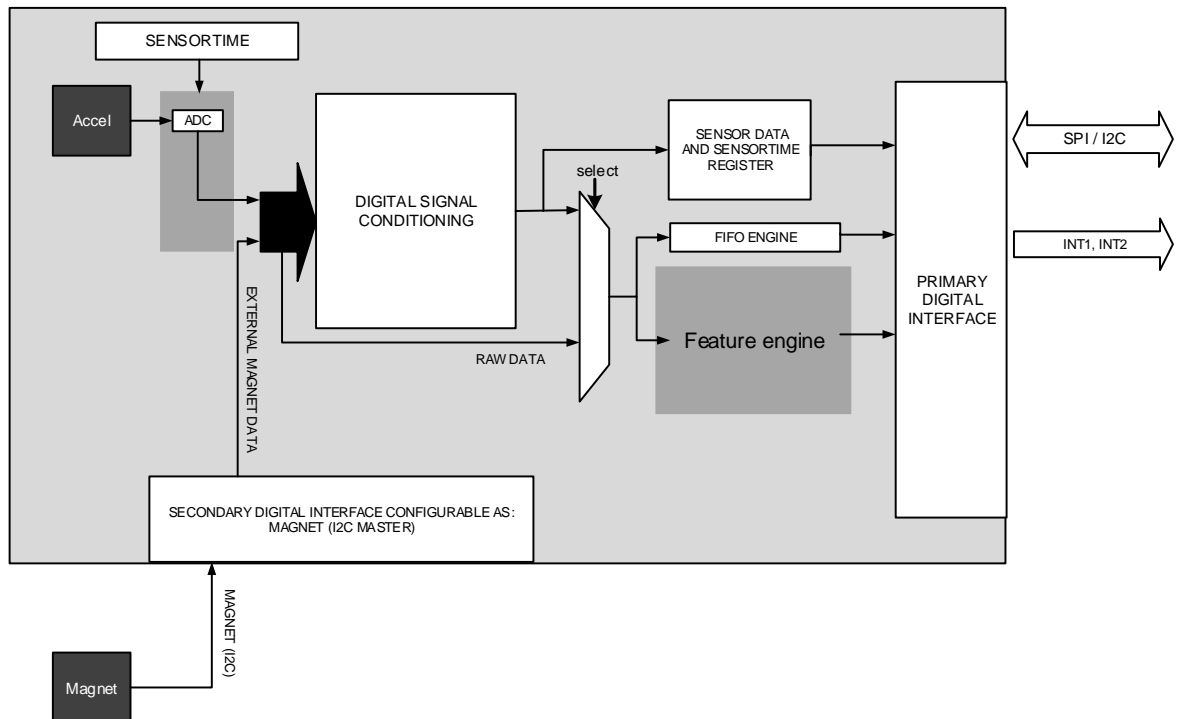 SENSORTIME
Accel
ADC
DIGITAL SIGNAL
CONDITIONING
SENSOR DATA
AND SENSORTIME
REGISTER
select
FIFO ENGINE
Feature engine
RAW DATA
PRIMARY
DIGITAL
INTERFACE
SPI / I2C
INT1, INT2
EXTERNAL MAGNET DATA
SECONDARY DIGITAL INTERFACE CONFIGURABLE AS:
MAGNET (I2C MASTER)
MAGNET (I2C)
Magnet